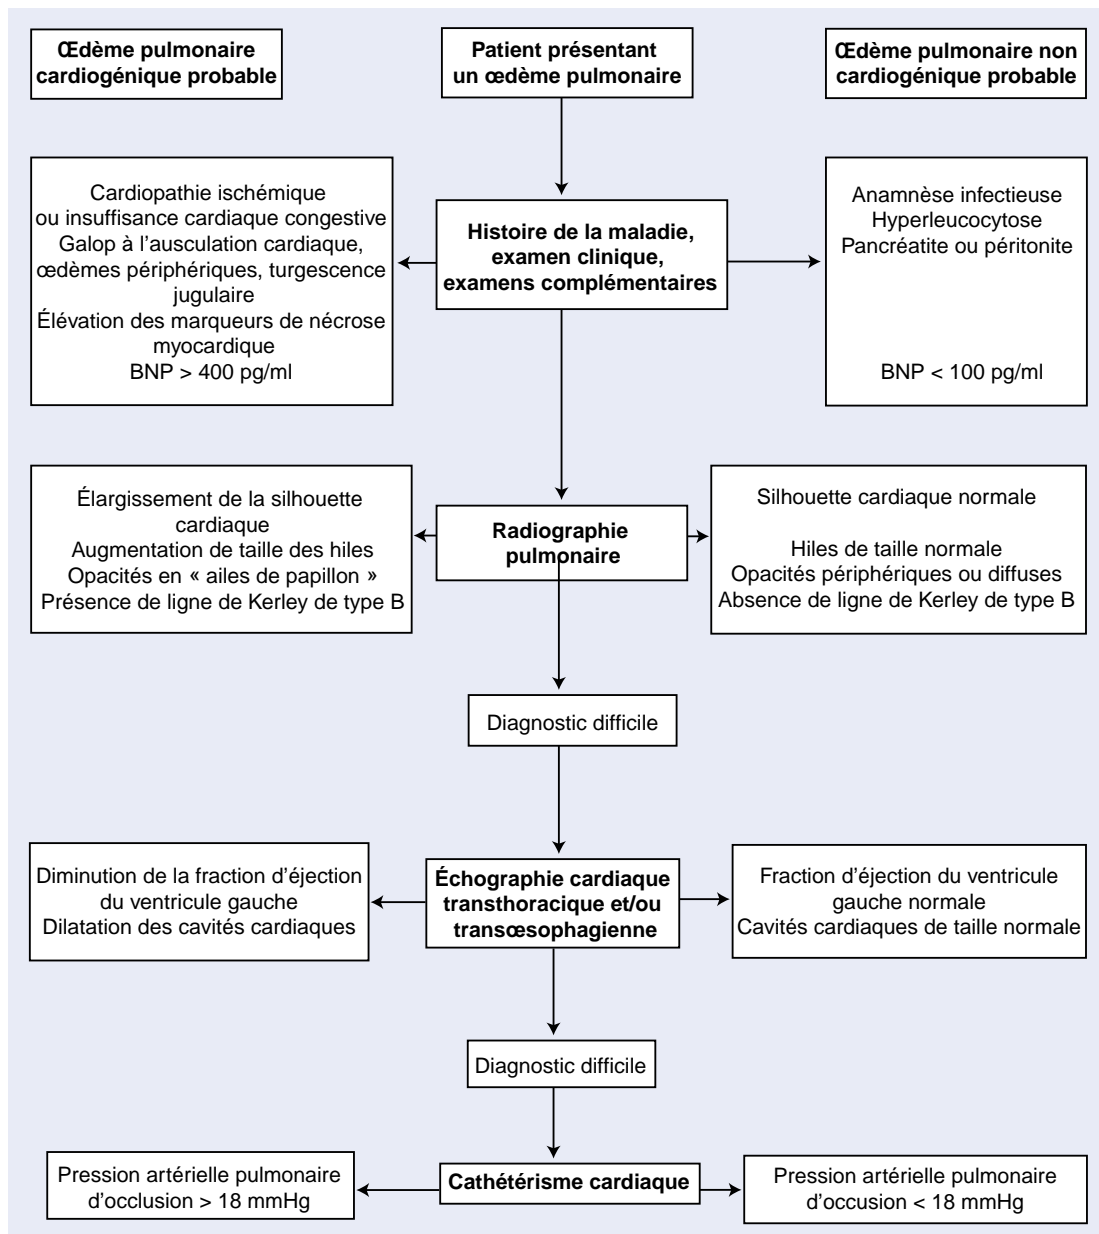 Œdème pulmonaire
cardiogénique probable
Patient présentant
un œdème pulmonaire
Œdème pulmonaire non
cardiogénique probable
Cardiopathie ischémique
ou insuffisance cardiaque congestive
Galop à l'ausculation cardiaque,
œdèmes périphériques, turgescence
jugulaire
Élévation des marqueurs de nécrose
myocardique
BNP > 400 pg/ml
Histoire de la maladie,
examen clinique,
examens complémentaires
Anamnèse infectieuse
Hyperleucocytose
Pancréatite ou péritonite
BNP < 100 pg/ml
Élargissement de la silhouette
cardiaque
Augmentation de taille des hiles
Opacités en « ailes de papillon »
Présence de ligne de Kerley de type B
Radiographie
pulmonaire
Silhouette cardiaque normale
Hiles de taille normale
Opacités périphériques ou diffuses
Absence de ligne de Kerley de type B
Diagnostic difficile
Diminution de la fraction d'éjection
du ventricule gauche
Dilatation des cavités cardiaques
Échographie cardiaque
transthoracique et/ou
transœsophagienne
Fraction d'éjection du ventricule
gauche normale
Cavités cardiaques de taille normale
Diagnostic difficile
Pression artérielle pulmonaire
d'occlusion > 18 mmHg
Cathétérisme cardiaque
Pression artérielle pulmonaire
d'occusion < 18 mmHg